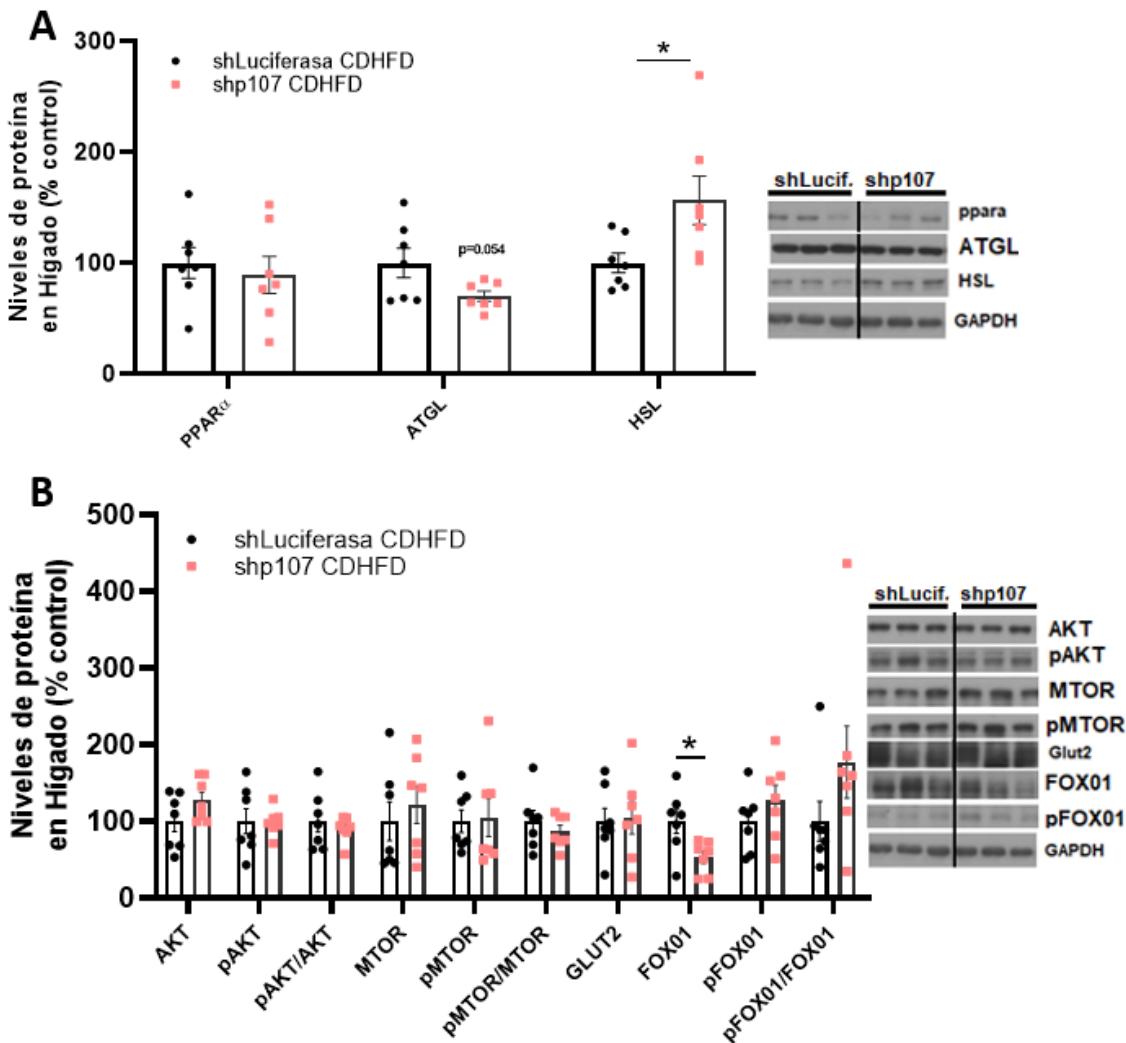 A
Niveles de proteína
en Hígado (% control)
300
200
100
0
shLuciferasa CDHFD
shp107 CDHFD
p=0.054
*
PPARα
ATGL
HSL
shLucif. shp107
ppara
ATGL
HSL
GAPDH
B
Niveles de proteína
en Hígado (% control)
500
400
300
200
100
0
shLuciferasa CDHFD
shp107 CDHFD
*
AKT
pAKT
pAKT/AKT
MTOR
pMTOR
pMTOR/MTOR
GLUT2
FOX01
pFOX01
pFOX01/FOX01
shLucif. shp107
AKT
pAKT
MTOR
pMTOR
Glut2
FOX01
pFOX01
GAPDH